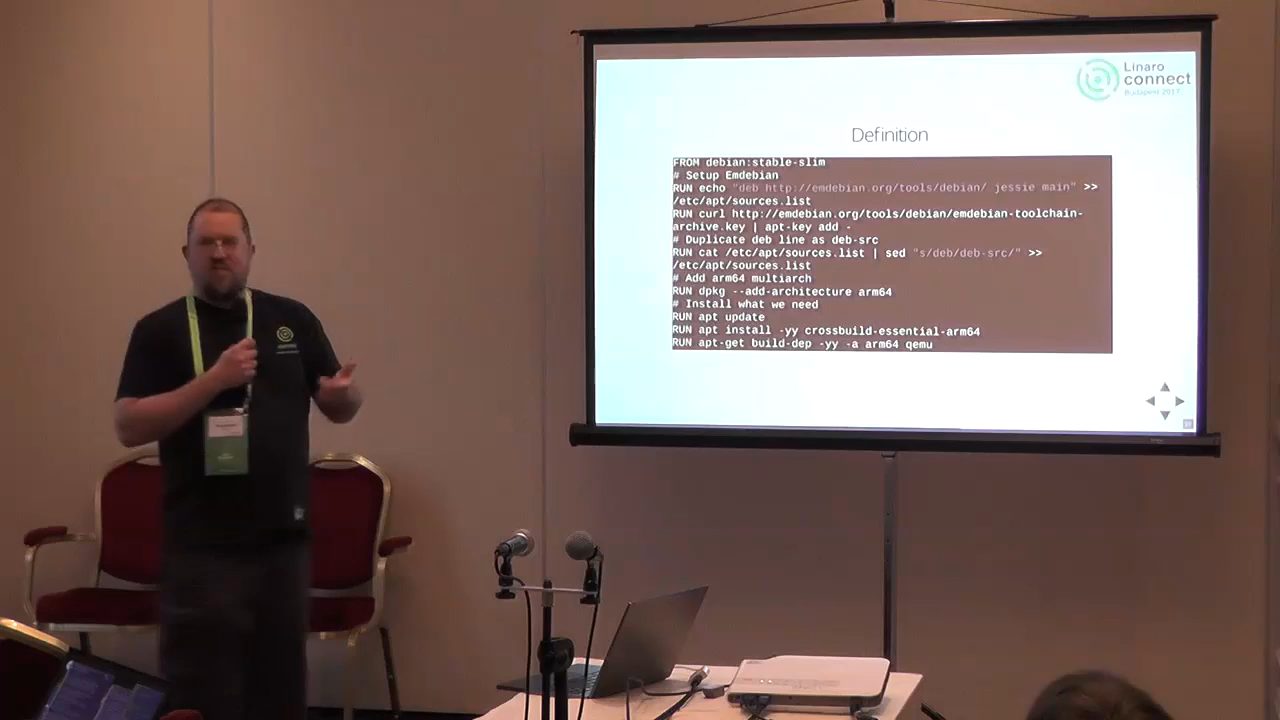 Linaro
connect
Budapest 2017
Definition
FROM debian:stable-slim
# Setup Emdebian
RUN echo "deb http://emdebian.org/tools/debian/ jessie main" >>
/etc/apt/sources.list
RUN curl http://emdebian.org/tools/debian/emdebian-toolchain-
archive.key | apt-key add -
# Duplicate deb line as deb-src
RUN cat /etc/apt/sources.list | sed "s/deb/deb-src/" >>
/etc/apt/sources.list
# Add arm64 multiarch
RUN dpkg --add-architecture arm64
# Install what we need
RUN apt update
RUN apt install -yy crossbuild-essential-arm64
RUN apt-get build-dep -yy -a arm64 qemu